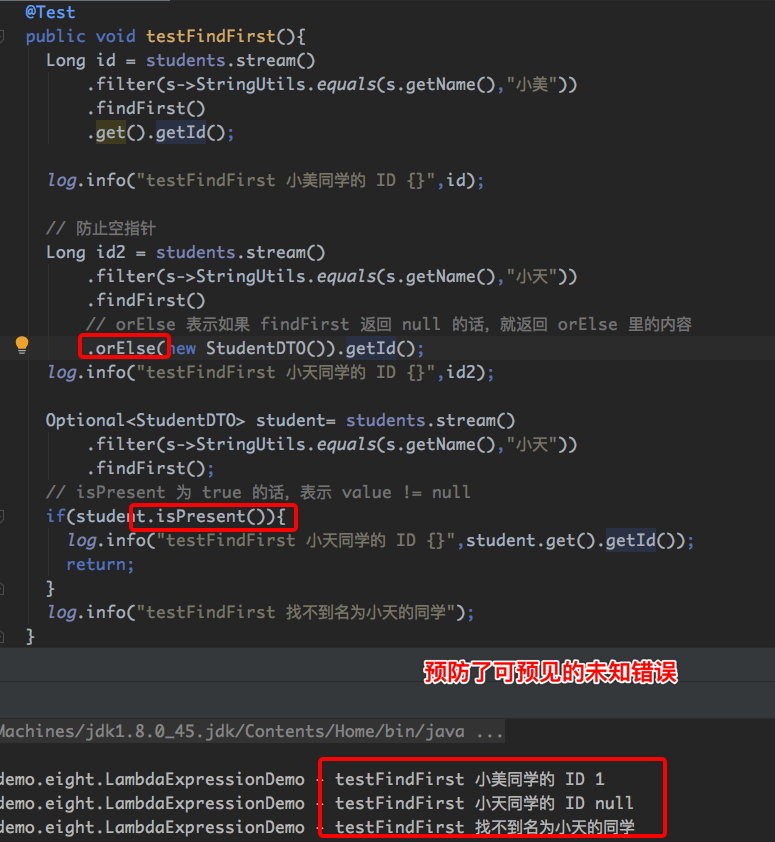 @Test
public void testFindFirst(){
Long id = students.stream()
.filter(s->StringUtils.equals(s.getName(),"小美"))
.findFirst()
.get().getId();
log.info("testFindFirst 小美同学的 ID {}",id);
// 防止空指针
Long id2 = students.stream()
.filter(s->StringUtils.equals(s.getName(),"小天"))
.findFirst()
// orElse 表示如果 findFirst 返回 null 的话，就返回 orElse 里的内容
.orElse(new StudentDTO()).getId();
log.info("testFindFirst 小天同学的 ID {}",id2);
Optional<StudentDTO> student= students.stream()
.filter(s->StringUtils.equals(s.getName(),"小天"))
.findFirst();
// isPresent 为 true 的话，表示 value != null
if(student.isPresent()){
log.info("testFindFirst 小天同学的 ID {}",student.get().getId());
return;
}
log.info("testFindFirst 找不到名为小天的同学");
}
预防了可预见的未知错误
Machines/jdk1.8.0_45.jdk/Contents/Home/bin/java ...
demo.eight.LambdaExpressionDemo - testFindFirst 小美同学的 ID 1
demo.eight.LambdaExpressionDemo - testFindFirst 小天同学的 ID null
demo.eight.LambdaExpressionDemo - testFindFirst 找不到名为小天的同学